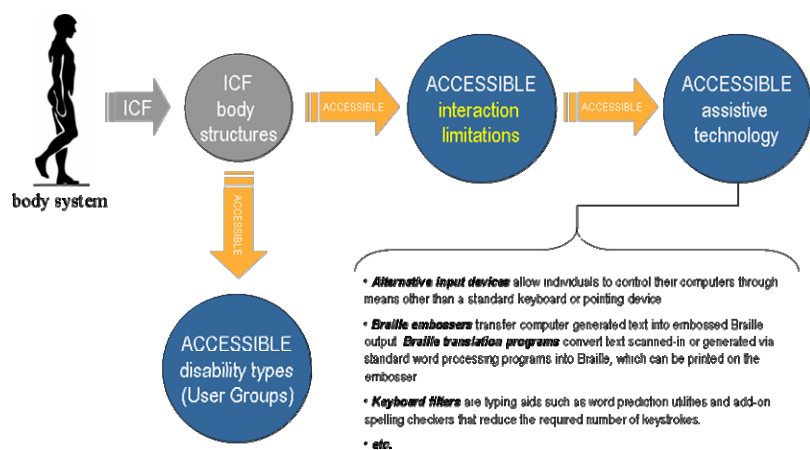 ICF
ICF
body
structures
ACCESSIBLE
ACCESSIBLE
interaction
limitations
ACCESSIBLE
ACCESSIBLE
assistive
technology
body system
ACCESSIBLE
ACCESSIBLE
disability types
(User Groups)
• Alternative input devices allow individuals to control their computers through
means other than a standard keyboard or pointing device
• Braille embossers transfer computer generated text into embossed Braille
output. Braille translation programs convert text scanned-in or generated via
standard word processing programs into Braille, which can be printed on the
embosser
• Keyboard filters are typing aids such as word prediction utilities and add-on
spelling checkers that reduce the required number of keystrokes.
• etc.